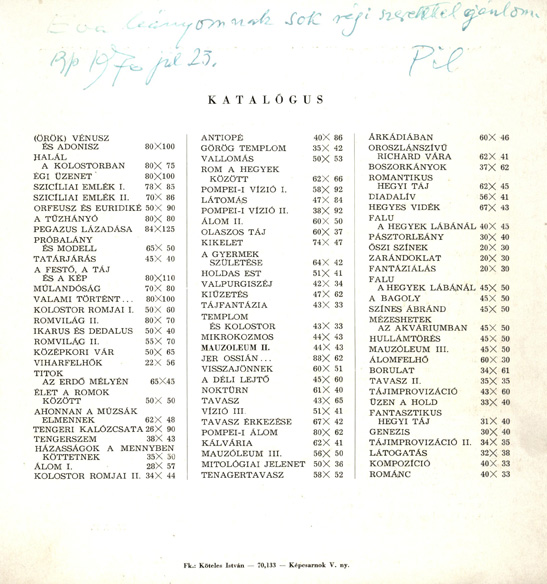 Éva leányomnak sok régi szeretettel ajánlom
Bp 1970 júl 23.
Pil
KATALÓGUS
(ÖRÖK) VÉNUSZ
ÉS ADONISZ 80×100
HALÁL
A KOLOSTORBAN 80× 75
ÉGI ÜZENET 80×100
SZICÍLIAI EMLÉK I. 78× 85
SZICÍLIAI EMLÉK II. 70× 86
ORFEUSZ ÉS EURIDIKÉ 50× 90
A TŰZHÁNYÓ 80× 80
PEGAZUS LÁZADÁSA 84×125
PRÓBALÁNY
ÉS MODELL 65× 50
TATÁRJÁRÁS 45× 40
A FESTŐ, A TÁJ
ÉS A KÉP 80×110
MÚLANDÓSÁG 70× 80
VALAMI TÖRTÉNT... 80×100
KOLOSTOR ROMJAI I. 50× 60
ROMVILÁG II. 80× 70
IKARUS ÉS DEDALUS 50× 40
ROMVILÁG II. 55× 70
KÖZÉPKORI VÁR 50× 65
VIHARFELHŐK 22× 56
TITOK
AZ ERDŐ MÉLYÉN 65×45
ÉLET A ROMOK
KÖZÖTT 50× 50
AHONNAN A MÚZSÁK
ELMENNEK 62× 48
TENGERI KALÓZCSATA 26× 90
TENGERSZEM 38× 43
HÁZASSÁGOK A MENNYBEN
KÖTTETNEK 35× 50
ÁLOM I. 28× 57
KOLOSTOR ROMJAI II. 34× 44
ANTIOPÉ 40× 86
GÖRÖG TEMPLOM 35× 42
VALLOMÁS 50× 53
ROM A HEGYEK
KÖZÖTT 62× 66
POMPEI-I VÍZIÓ I. 58× 92
LÁTOMÁS 47× 84
POMPEI-I VÍZIÓ II. 38× 92
ÁLOM II. 60× 50
OLASZOS TÁJ 60× 37
KIKELET 74× 47
A GYERMEK
SZÜLETÉSE 64× 42
HOLDAS EST 51× 41
VALPURGISZÉJ 42× 34
KIŰZETÉS 47× 62
TÁJFANTÁZIA 43× 33
TEMPLOM
ÉS KOLOSTOR 43× 33
MIKROKOZMOS 44× 43
MAUZOLEUM II. 44× 43
JER OSSIÁN... 88× 62
VISSZAJÖNNEK 60× 51
A DÉLI LEJTŐ 45× 60
NOKTÜRN 61× 40
TAVASZ 43× 65
VÍZIÓ III. 51× 41
TAVASZ ÉRKEZÉSE 67× 42
POMPEI-I ÁLOM 80× 62
KÁLVÁRIA 62× 41
MAUZÓLEUM III. 56× 50
MITOLÓGIAI JELENET 50× 36
TENAGERTAVASZ 58× 52
ÁRKÁDIÁBAN 60× 46
OROSZLÁNSZÍVŰ
RICHARD VÁRA 62× 41
BOSZORKÁNYOK 37× 62
ROMANTIKUS
HEGYI TÁJ 62× 45
DIADALÍV 56× 41
HEGYES VIDÉK 67× 43
FALU
A HEGYEK LÁBÁNÁL 40× 45
PÁSZTORLEÁNY 30× 40
ŐSZI SZÍNEK 20× 30
ZARÁNDOKLAT 20× 30
FANTAZIÁLÁS 20× 30
FALU
A HEGYEK LÁBÁNÁL 45× 50
A BAGOLY 45× 50
SZÍNES ÁBRÁND 45× 50
MÉZESHETEK
AZ AKVÁRIUMBAN 45× 50
HULLÁMTÖRÉS 45× 50
MAUZÓLEUM III. 45× 50
ÁLOMFELHŐ 60× 30
BORULAT 34× 61
TAVASZ II. 35× 35
TÁJIMPROVIZÁCIÓ 43× 60
ÜZEN A HOLD 33× 40
FANTASZTIKUS
HEGYI TÁJ 31× 40
GENEZIS 30× 40
TÁJIMPROVIZÁCIÓ II. 34× 35
LÁTOGATÁS 32× 38
KOMPOZÍCIÓ 40× 33
ROMÁNC 40× 33
Fk.: Köteles István — 70,133 — Képcsarnok V. ny.